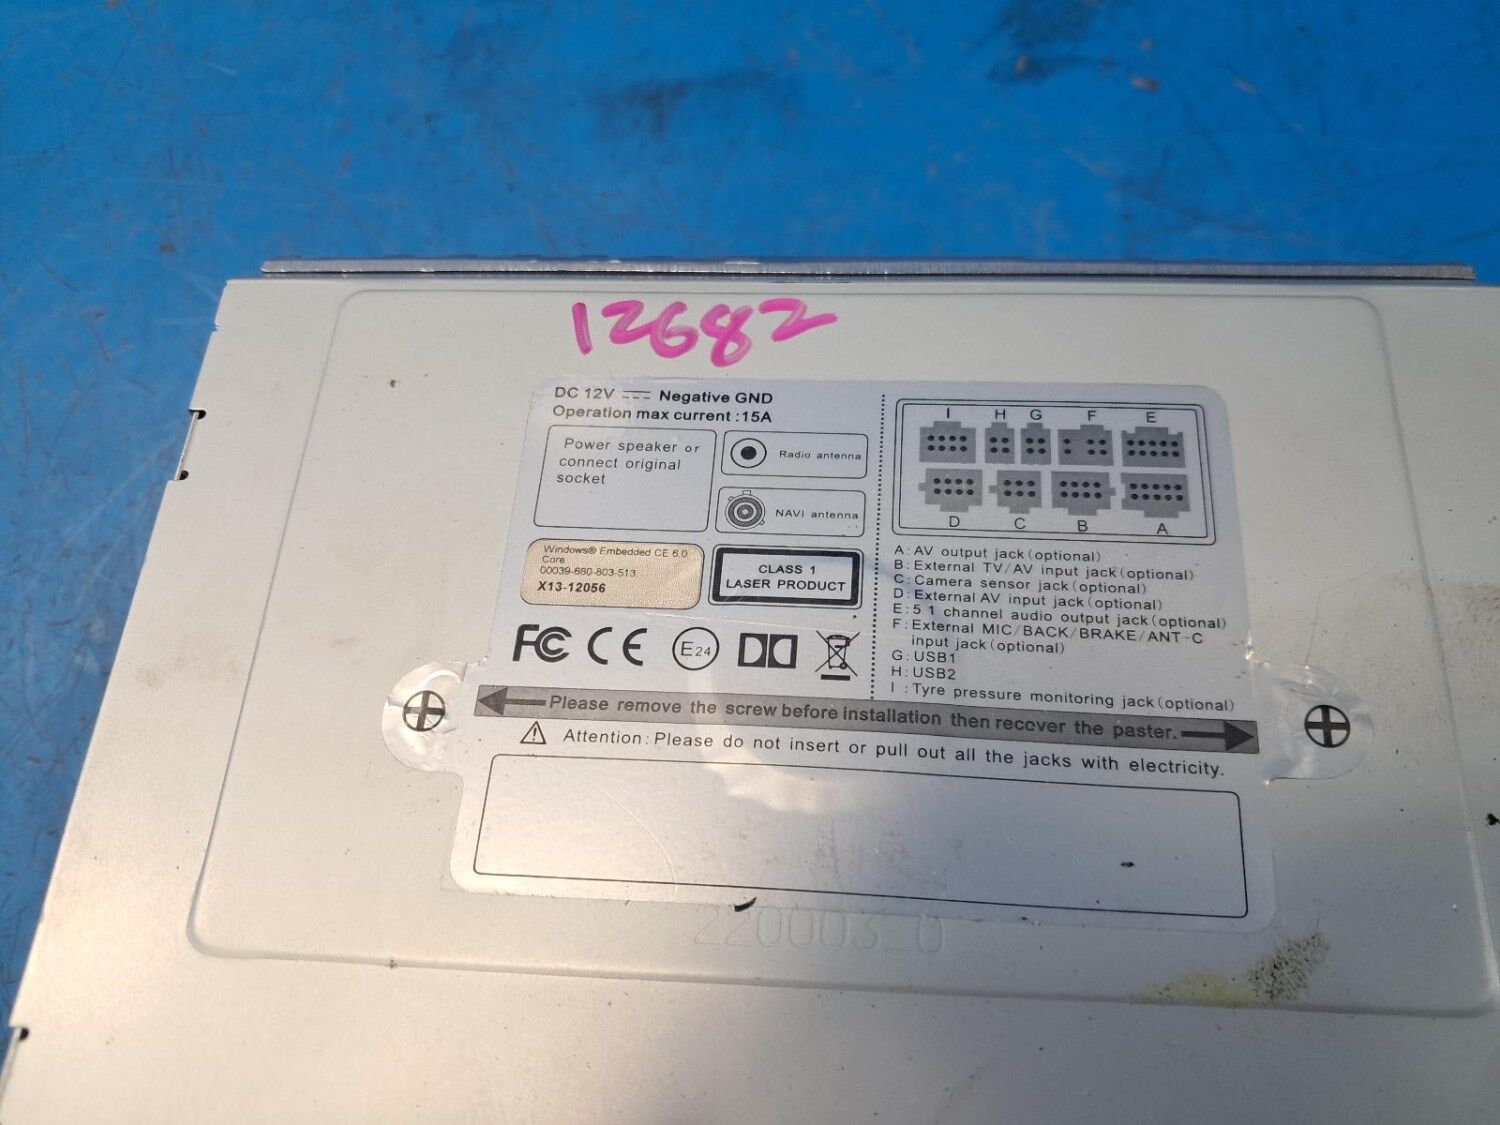 12682
DC 12V Negative GND
Operation max current :15A
Power speaker or
connect original
socket
Radio antenna
NAVI antenna
Windows® Embedded CE 6.0
Core
00039-680-803-513
X13-12056
CLASS 1
LASER PRODUCT
FC CE E24
I H G F E
D C B A
A: AV output jack (optional)
B: External TV/AV input jack (optional)
C: Camera sensor jack (optional)
D: External AV input jack (optional)
E: 5 1 channel audio output jack (optional)
F: External MIC/BACK/BRAKE/ANT-C
input jack (optional)
G: USB1
H: USB2
I : Tyre pressure monitoring jack (optional)
Please remove the screw before installation then recover the paster.
Attention: Please do not insert or pull out all the jacks with electricity.
220003_0